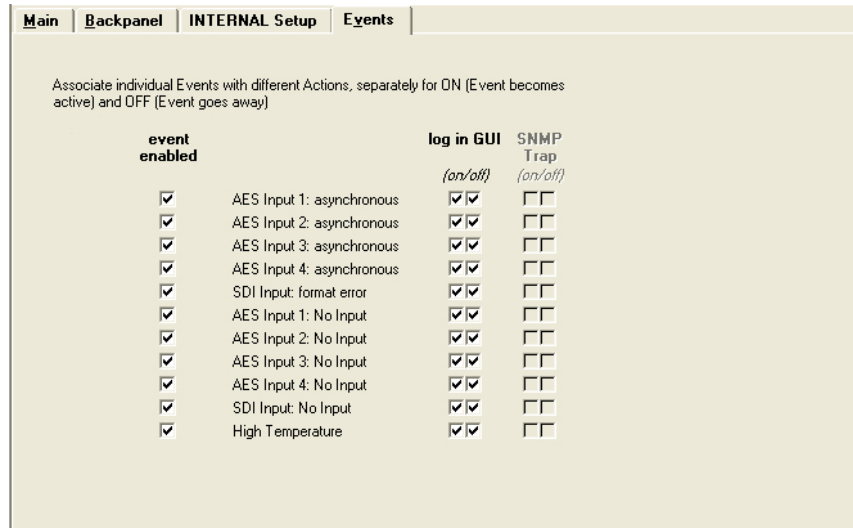 Main Backpanel INTERNAL Setup Events
Associate individual Events with different Actions, separately for ON (Event becomes
active) and OFF (Event goes away)
event log in GUI SNMP
enabled Trap
(on/off) (on/off)
AES Input 1: asynchronous
AES Input 2: asynchronous
AES Input 3: asynchronous
AES Input 4: asynchronous
SDI Input: format error
AES Input 1: No Input
AES Input 2: No Input
AES Input 3: No Input
AES Input 4: No Input
SDI Input: No Input
High Temperature